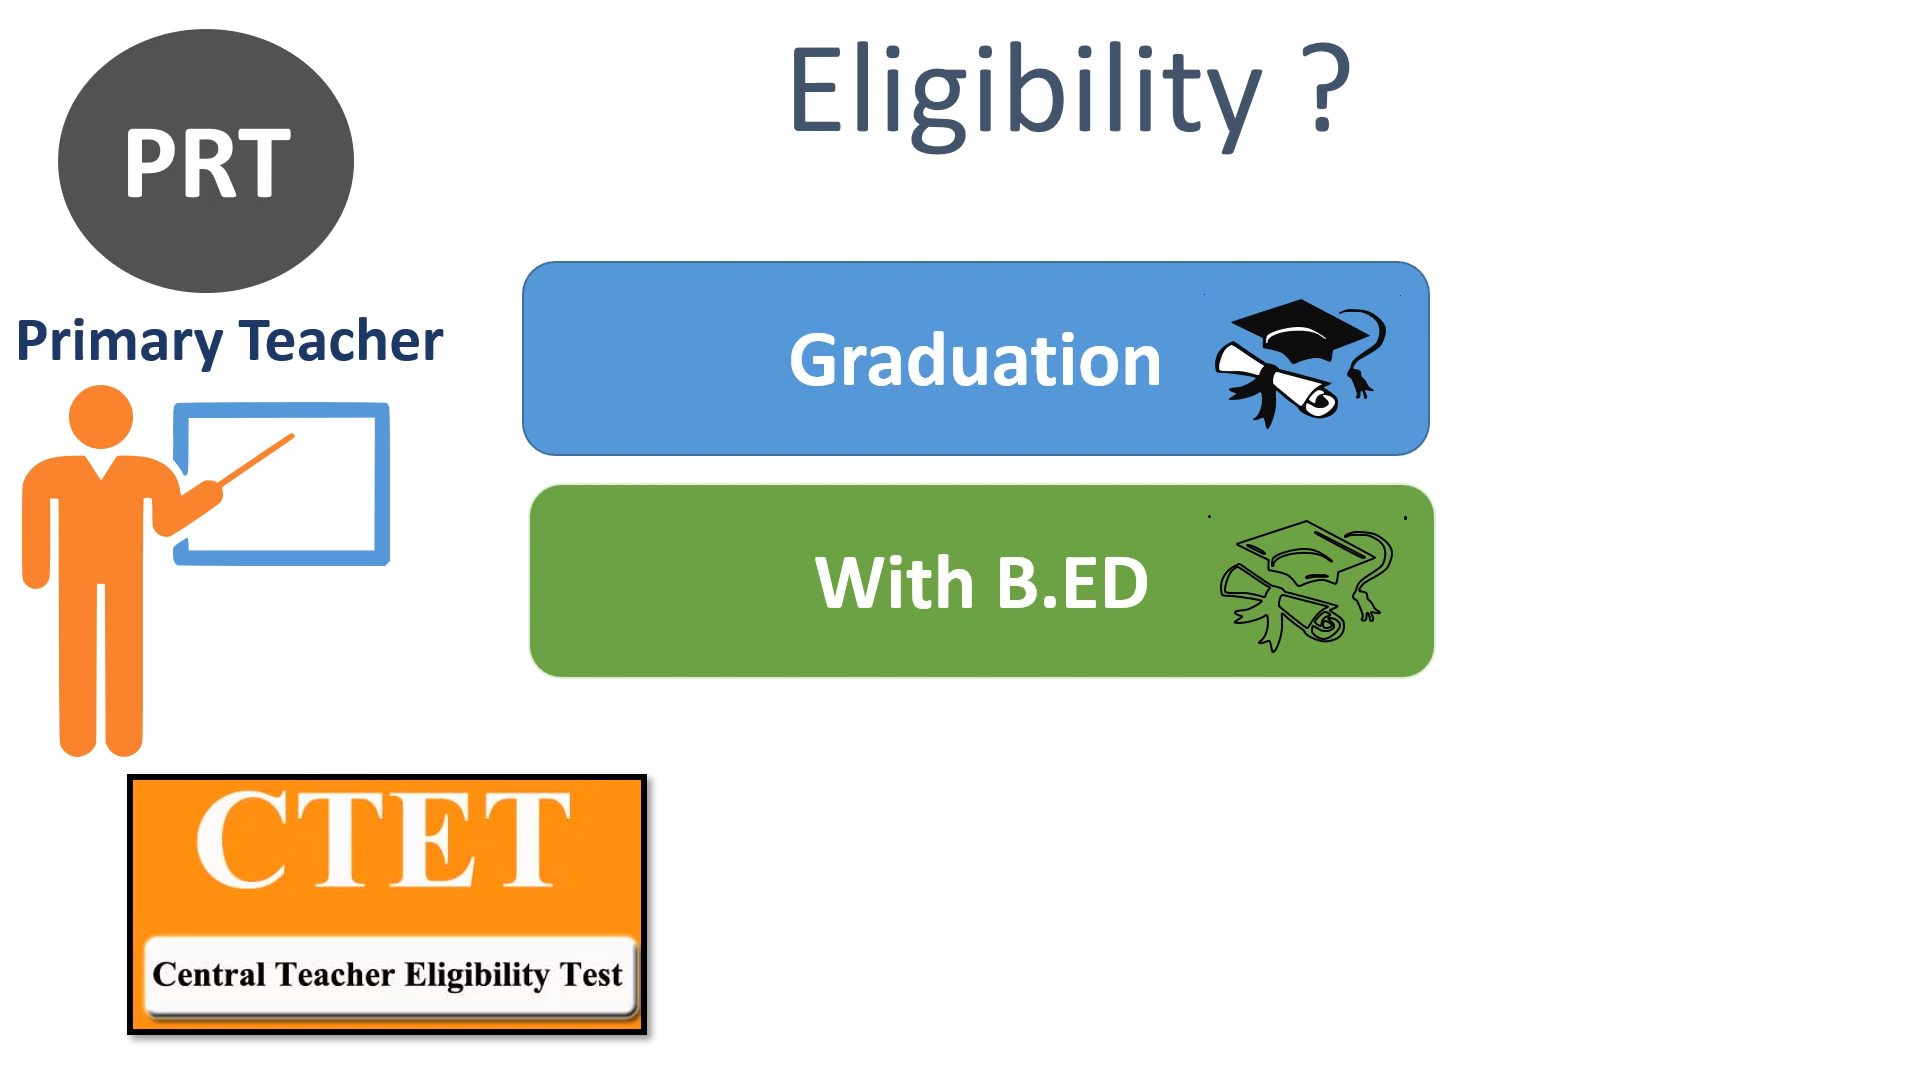 PRT
Primary Teacher
Eligibility ?
Graduation
With B.ED
CTET
Central Teacher Eligibility Test